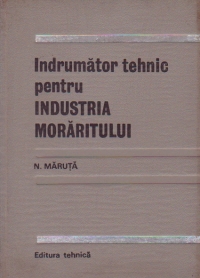 Indrumător tehnic
pentru
INDUSTRIA
MORĂRITULUI
N. MĂRUȚĂ
Editura tehnică